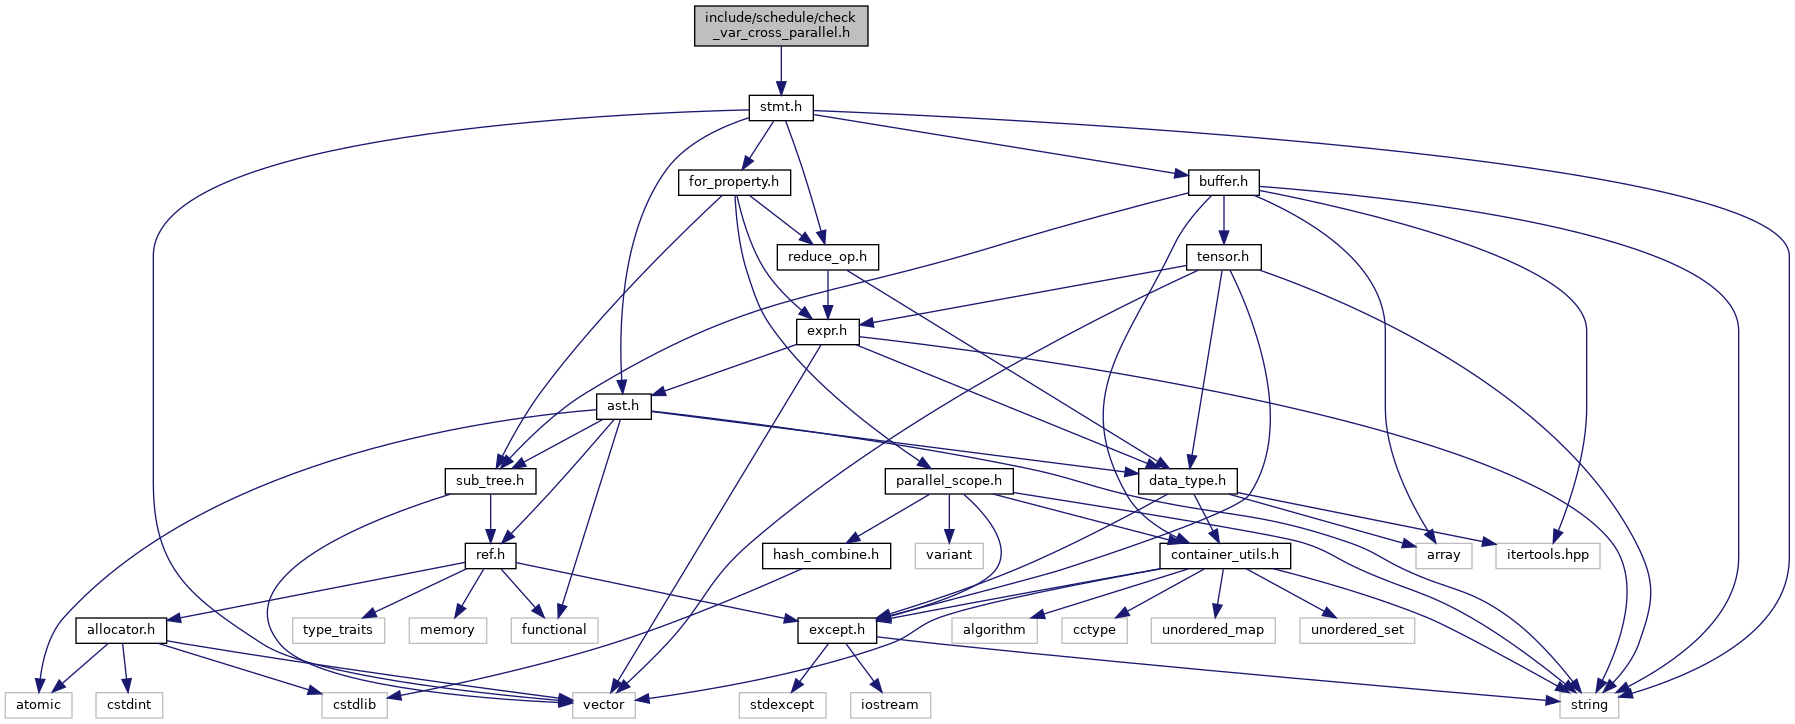 include/schedule/check
_var_cross_parallel.h
stmt.h
for_property.h
buffer.h
reduce_op.h
tensor.h
expr.h
ast.h
sub_tree.h
parallel_scope.h
data_type.h
ref.h
hash_combine.h
variant
container_utils.h
array
itertools.hpp
allocator.h
type_traits
memory
functional
except.h
algorithm
cctype
unordered_map
unordered_set
atomic
cstdint
cstdlib
vector
stdexcept
iostream
string